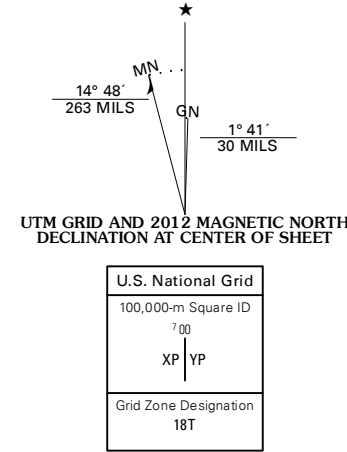 ★
MN
14° 48´
263 MILS
GN
1° 41´
30 MILS
UTM GRID AND 2012 MAGNETIC NORTH
DECLINATION AT CENTER OF SHEET
U.S. National Grid
100,000-m Square ID
7 00
XP YP
Grid Zone Designation
18T